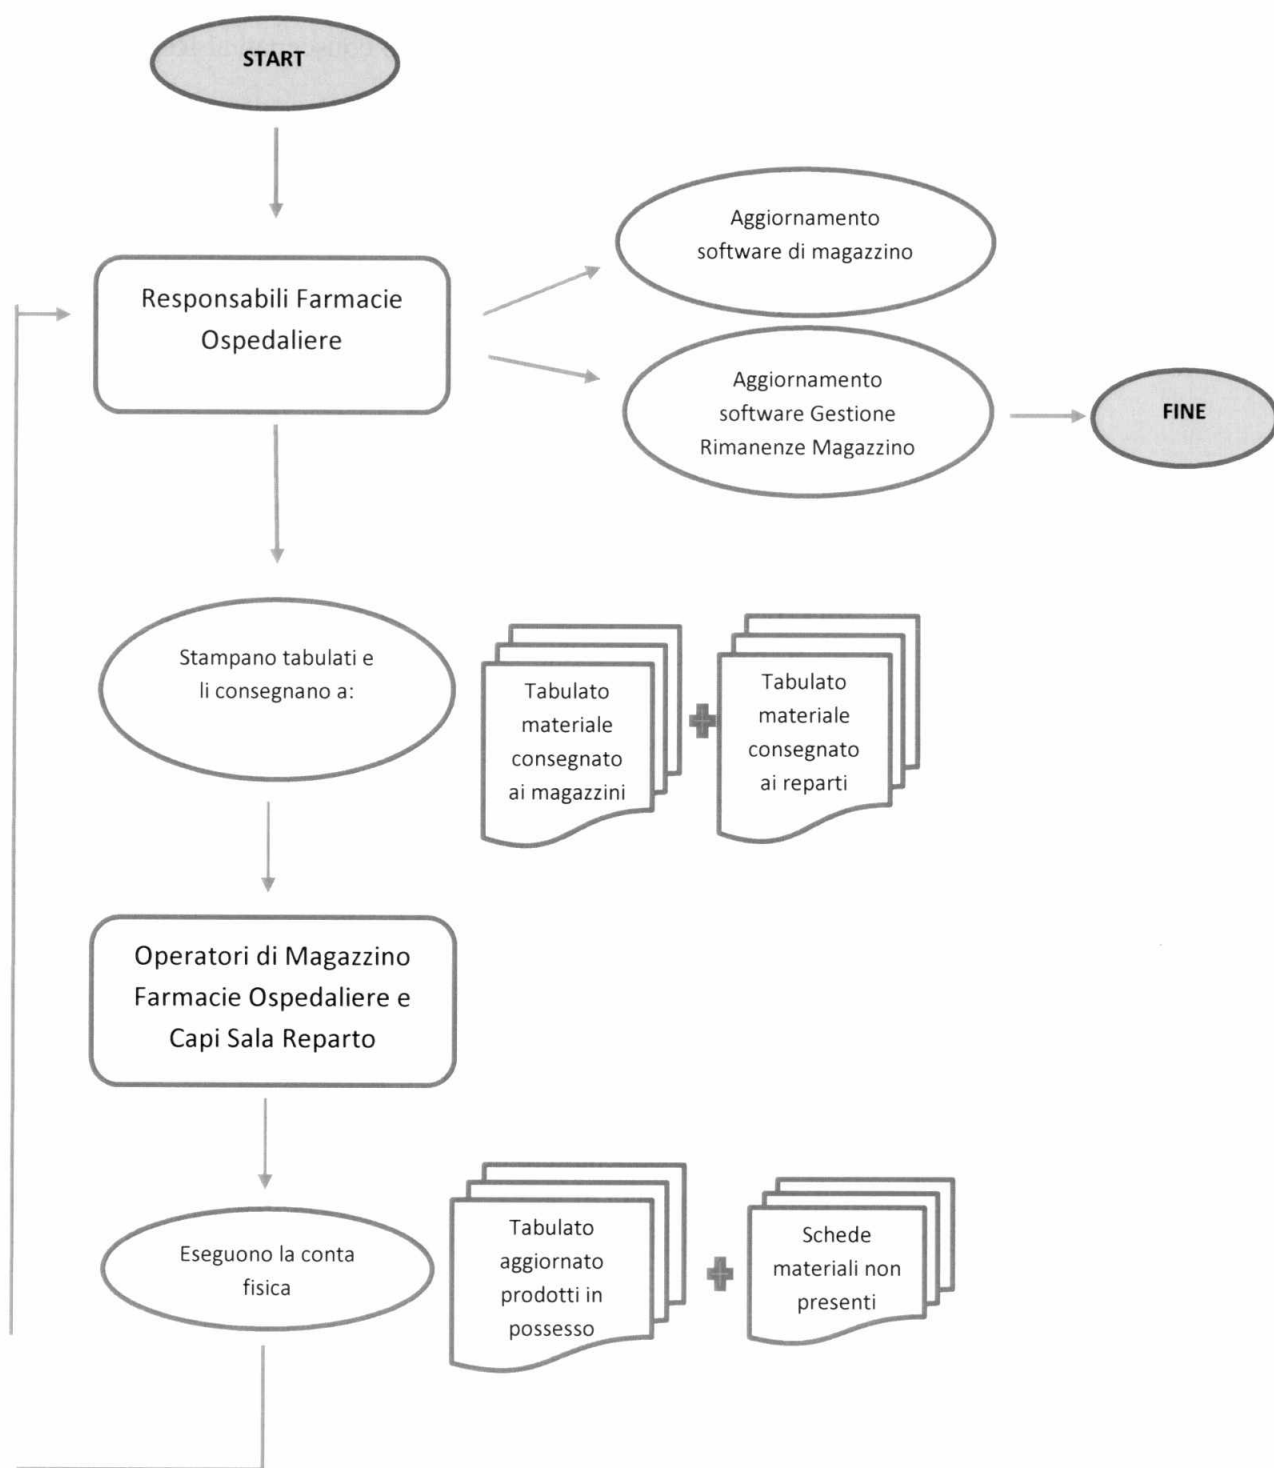 START
Aggiornamento
software di magazzino
Responsabili Farmacie
Ospedaliere
Aggiornamento
software Gestione
Rimanenze Magazzino
FINE
Stampano tabulati e
li consegnano a:
Tabulato
materiale
consegnato
ai magazzini
Tabulato
materiale
consegnato
ai reparti
Operatori di Magazzino
Farmacie Ospedaliere e
Capi Sala Reparto
Eseguono la conta
fisica
Tabulato
aggiornato
prodotti in
possesso
Schede
materiali non
presenti